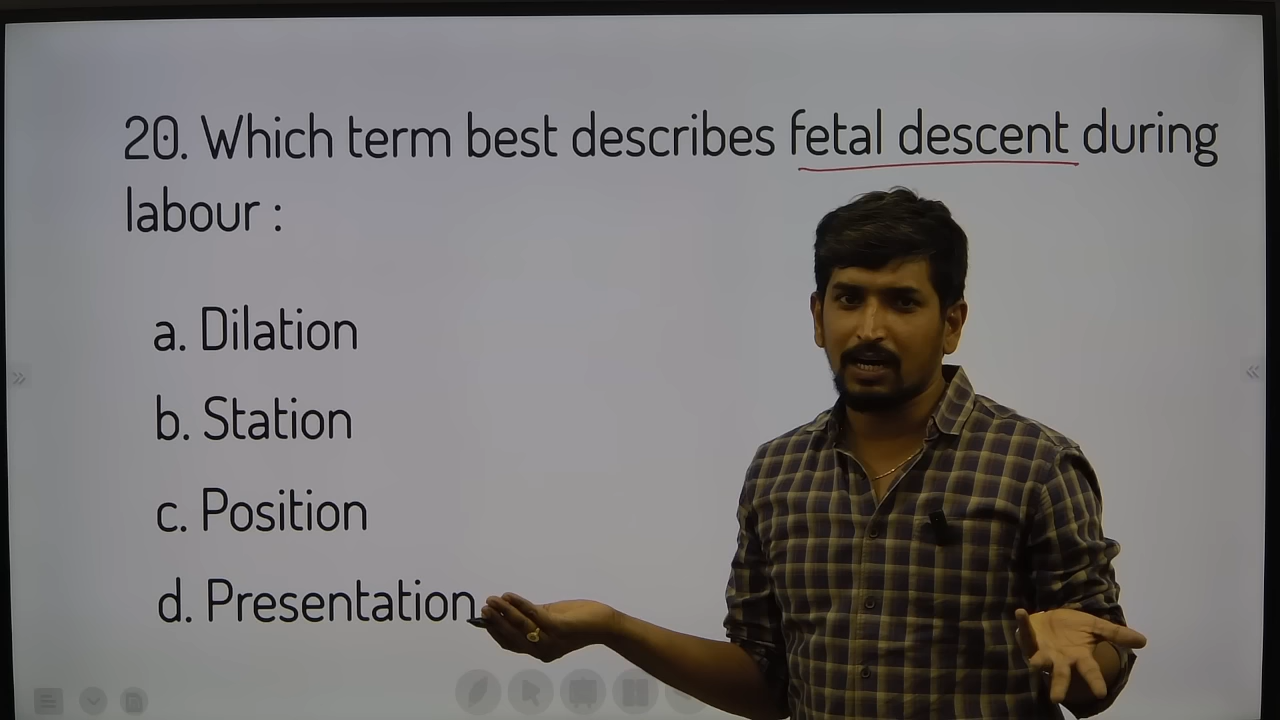 20. Which term best describes fetal descent during
labour :
a. Dilation
b. Station
c. Position
d. Presentation